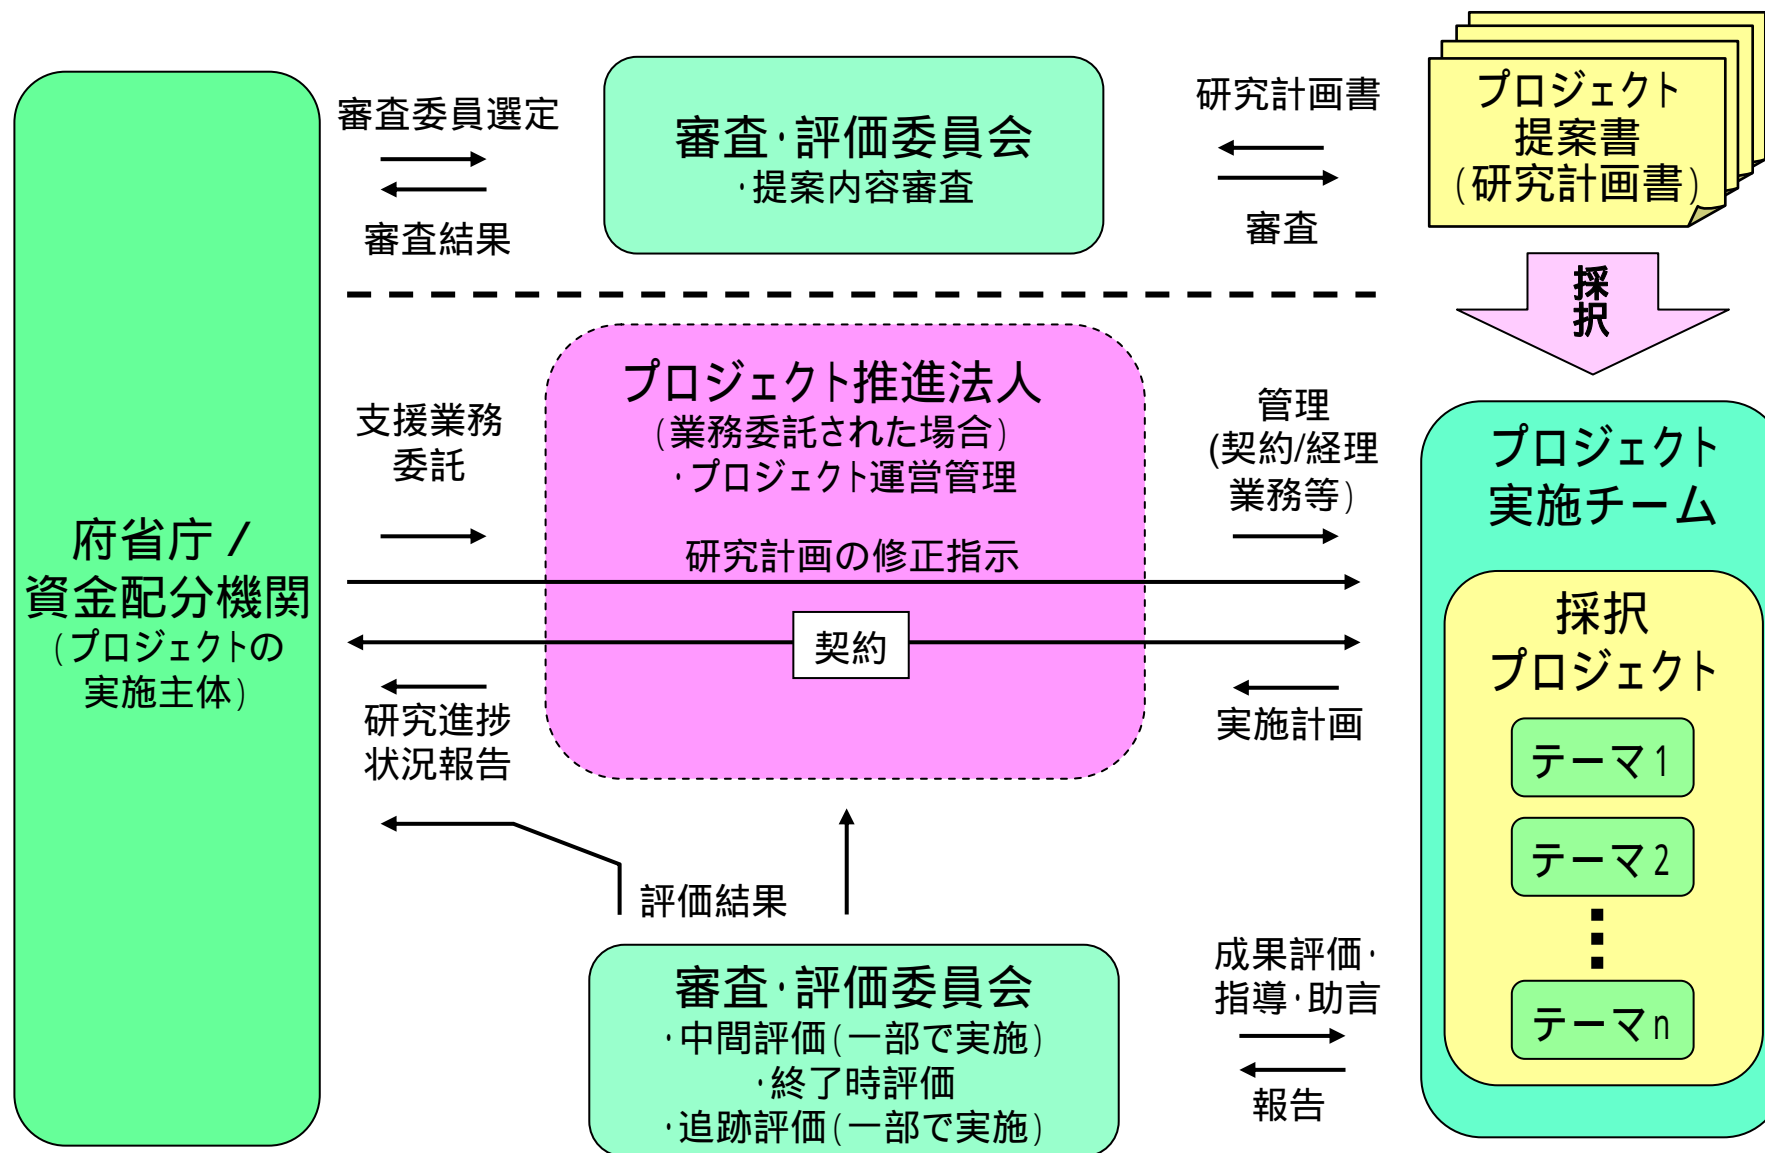 府省庁/
資金配分機関
(プロジェクトの
実施主体)
審査委員選定
審査結果
審査・評価委員会
・提案内容審査
研究計画書
審査
プロジェクト
提案書
(研究計画書)
採
択
支援業務
委託
プロジェクト推進法人
(業務委託された場合)
・プロジェクト運営管理
管理
(契約/経理
業務等)
研究計画の修正指示
契約
研究進捗
状況報告
実施計画
プロジェクト
実施チーム
採択
プロジェクト
テーマ1
テーマ2
テーマn
評価結果
審査・評価委員会
・中間評価(一部で実施)
・終了時評価
・追跡評価(一部で実施)
成果評価・
指導・助言
報告